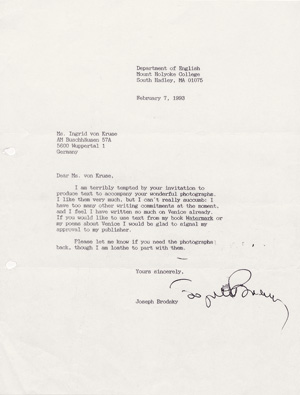 Department of English
Mount Holyoke College
South Hadley, MA 01075
February 7, 1993
Ms. Ingrid von Kruse
AM Buschhäusen 57A
5600 Wuppertal 1
Germany
Dear Ms. von Kruse,
I am terribly tempted by your invitation to
produce text to accompany your wonderful photographs.
I like them very much, but I can't really succumb: I
have too many other writing commitments at the moment,
and I feel I have written so much on Venice already.
If you would like to use text from my book Watermark or
my poems about Venice I would be glad to signal my
approval to my publisher.
Please let me know if you need the photographs
back, though I am loathe to part with them.
Yours sincerely,
Joseph Brodsky
Joseph Brodsky